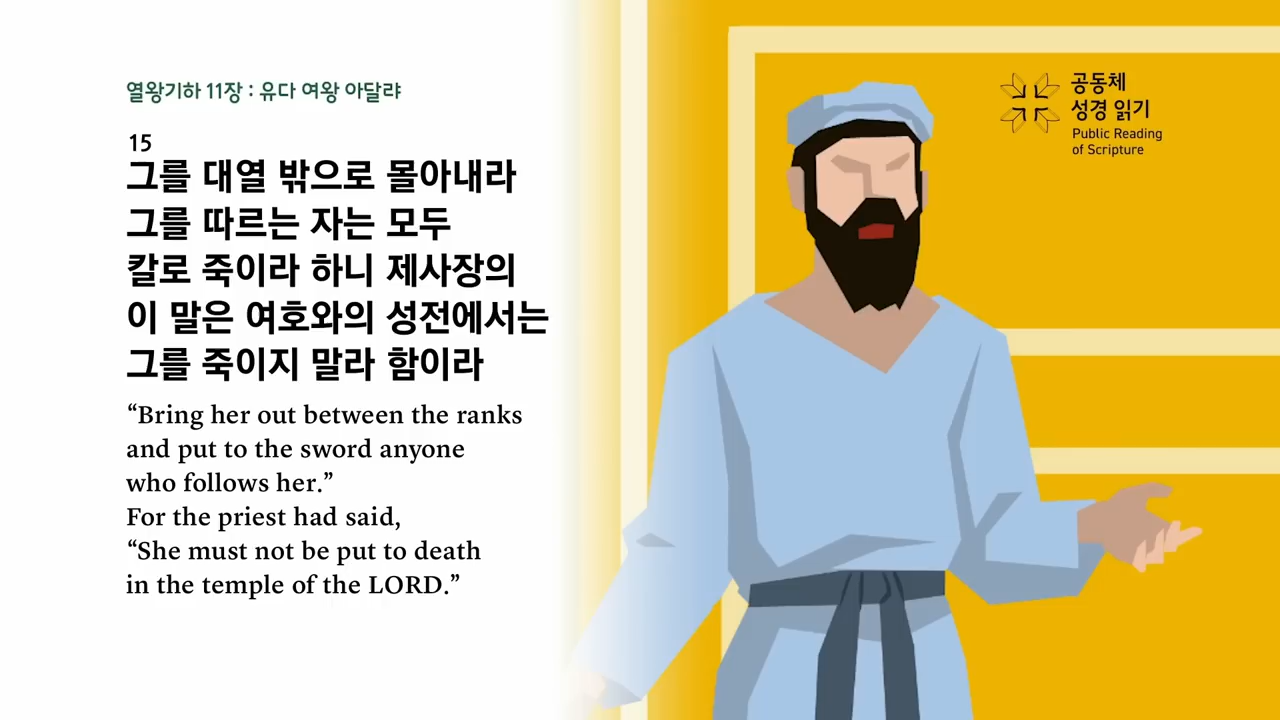 열왕기하 11장 : 유다 여왕 아달랴
15
그를 대열 밖으로 몰아내라
그를 따르는 자는 모두
칼로 죽이라 하니 제사장의
이 말은 여호와의 성전에서는
그를 죽이지 말라 함이라
“Bring her out between the ranks
and put to the sword anyone
who follows her.”
For the priest had said,
“She must not be put to death
in the temple of the LORD.”
공동체
성경 읽기
Public Reading
of Scripture